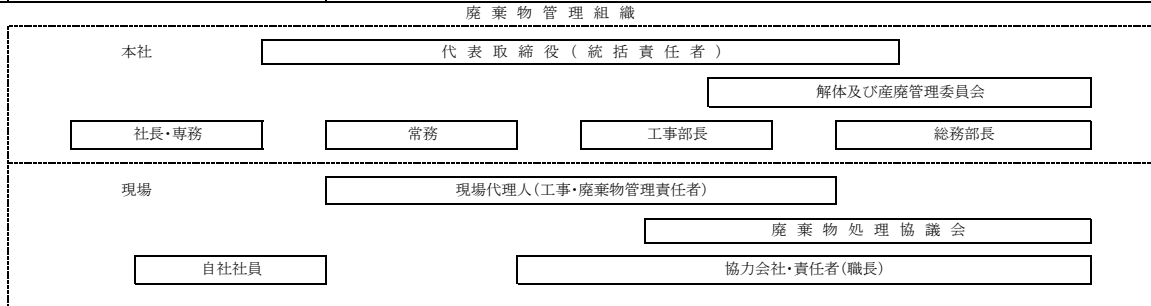 廃棄物管理組織
本社
代表取締役(統括責任者)
解体及び産廃管理委員会
社長・専務 常務 工事部長 総務部長
現場
現場代理人(工事・廃棄物管理責任者)
廃棄物処理協議会
自社社員 協力会社・責任者(職長)